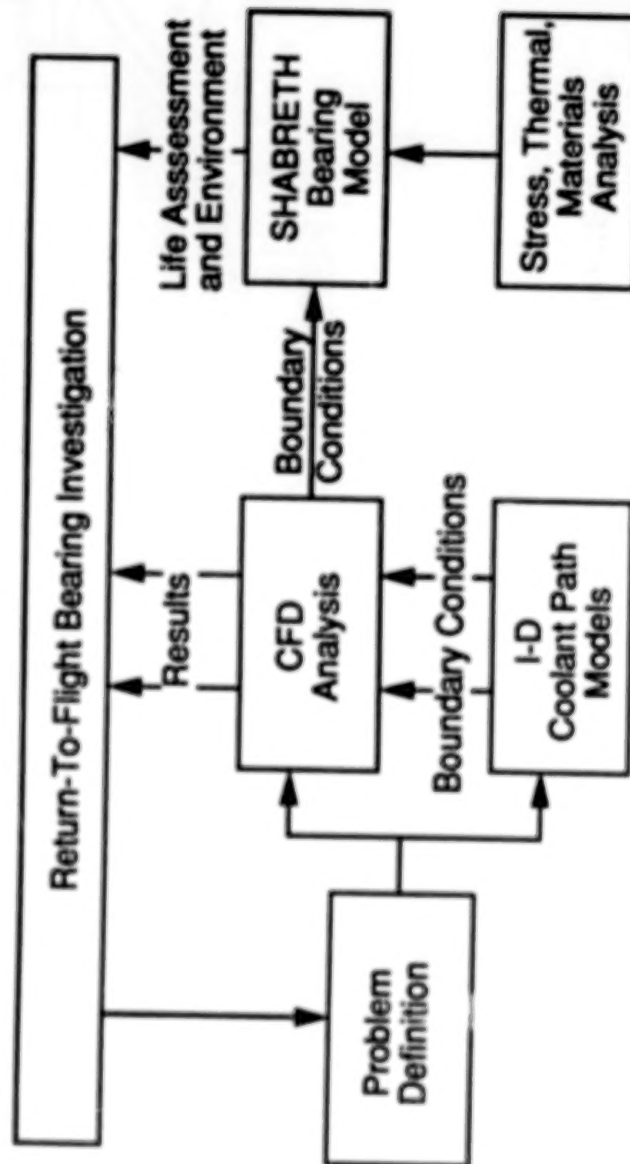 Return-To-Flight Bearing Investigation
Results
Life Asssessment
and Environment
Problem
Definition
CFD
Analysis
Boundary
Conditions
SHABRETH
Bearing
Model
Boundary Conditions
I-D
Coolant Path
Models
Stress, Thermal,
Materials
Analysis